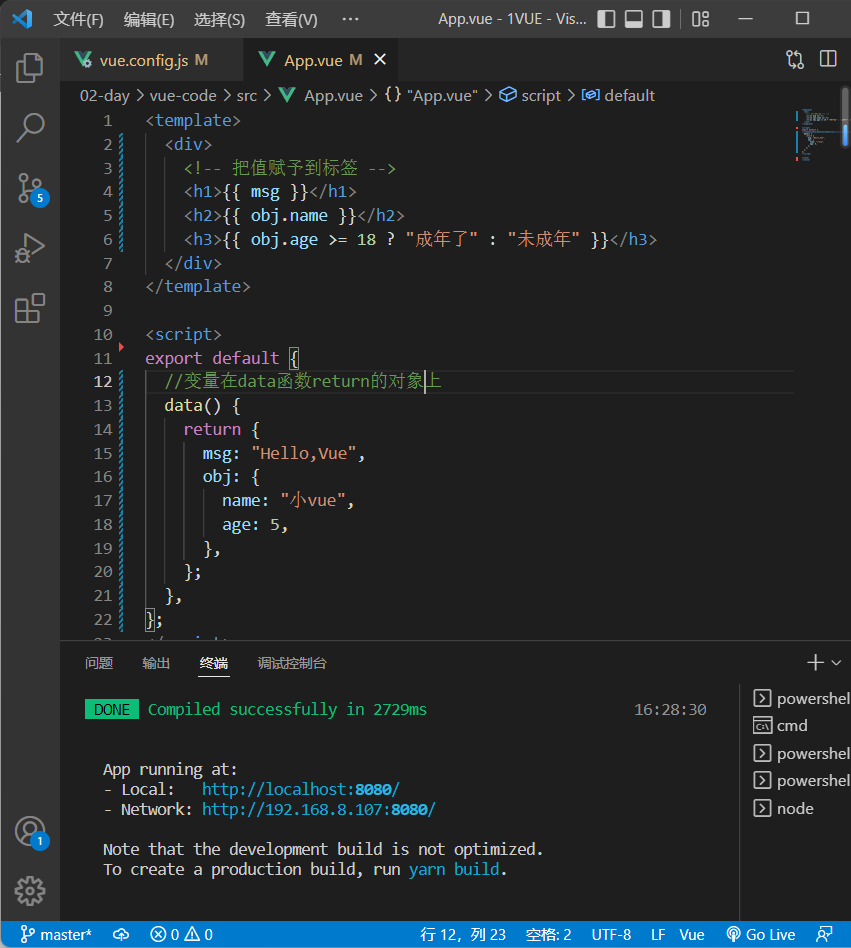 文件(F) 编辑(E) 选择(S) 查看(V) ··· App.vue - 1VUE - Vis...
vue.config.js M App.vue M
02-day > vue-code > src > App.vue > {} "App.vue" > script > default
1 <template>
2 <div>
3 <!-- 把值赋予到标签 -->
4 <h1>{{ msg }}</h1>
5 <h2>{{ obj.name }}</h2>
6 <h3>{{ obj.age >= 18 ? "成年了" : "未成年" }}</h3>
7 </div>
8 </template>
9
10 <script>
11 export default {
12 //变量在data函数return的对象上
13 data() {
14 return {
15 msg: "Hello,Vue",
16 obj: {
17 name: "小vue",
18 age: 5,
19 },
20 };
21 },
22 };
5
问题 输出 终端 调试控制台
DONE Compiled successfully in 2729ms 16:28:30
App running at:
- Local: http://localhost:8080/
- Network: http://192.168.8.107:8080/
Note that the development build is not optimized.
To create a production build, run yarn build.
powershel
cmd
powershel
powershel
node
1
master* 0 0 行 12，列 23 空格: 2 UTF-8 LF Vue Go Live